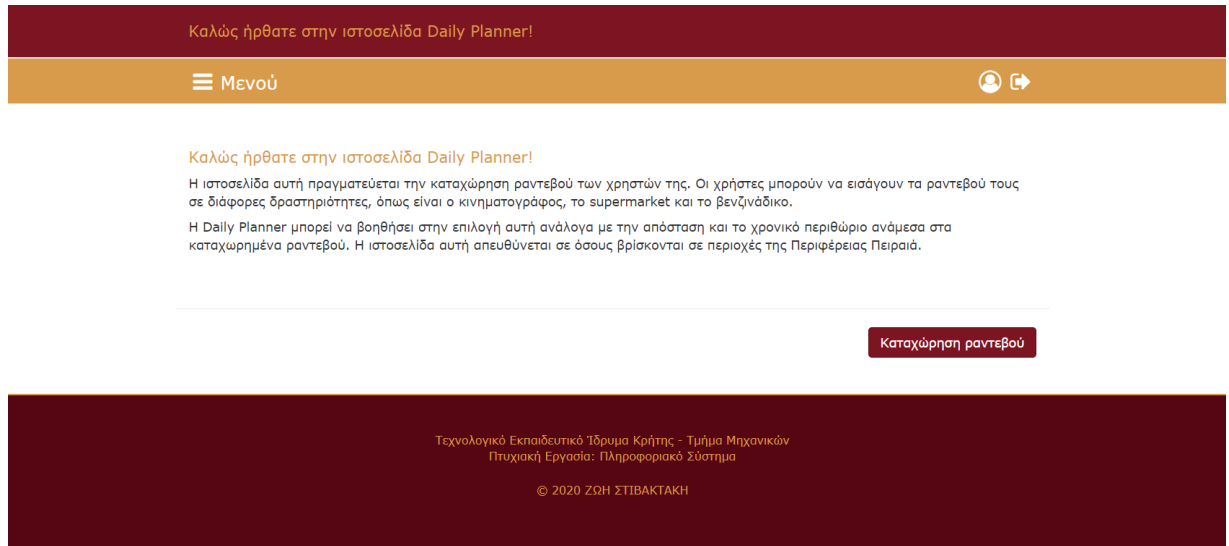 Καλώς ήρθατε στην ιστοσελίδα Daily Planner!
Μενού
Καλώς ήρθατε στην ιστοσελίδα Daily Planner!
Η ιστοσελίδα αυτή πραγματεύεται την καταχώρηση ραντεβού των χρηστών της. Οι χρήστες μπορούν να εισάγουν τα ραντεβού τους
σε διάφορες δραστηριότητες, όπως είναι ο κινηματογράφος, το supermarket και το βενζινάδικο.
Η Daily Planner μπορεί να βοηθήσει στην επιλογή αυτή ανάλογα με την απόσταση και το χρονικό περιθώριο ανάμεσα στα
καταχωρημένα ραντεβού. Η ιστοσελίδα αυτή απευθύνεται σε όσους βρίσκονται σε περιοχές της Περιφέρειας Πειραιά.
Καταχώρηση ραντεβού
Τεχνολογικό Εκπαιδευτικό Ίδρυμα Κρήτης - Τμήμα Μηχανικών
Πτυχιακή Εργασία: Πληροφοριακό Σύστημα
© 2020 ΖΩΗ ΣΤΙΒΑΚΤΑΚΗ